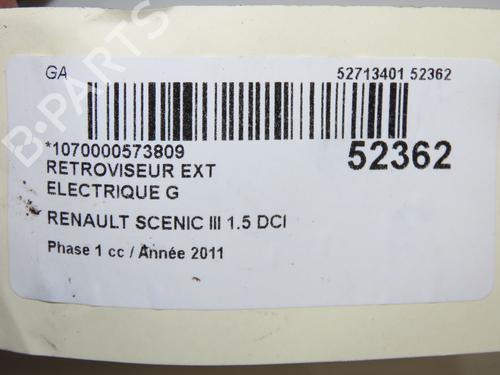 GA
52713401 52362
*1070000573809
52362
RETROVISEUR EXT
ELECTRIQUE G
RENAULT SCENIC III 1.5 DCI
Phase 1 cc / Année 2011
B-PARTS